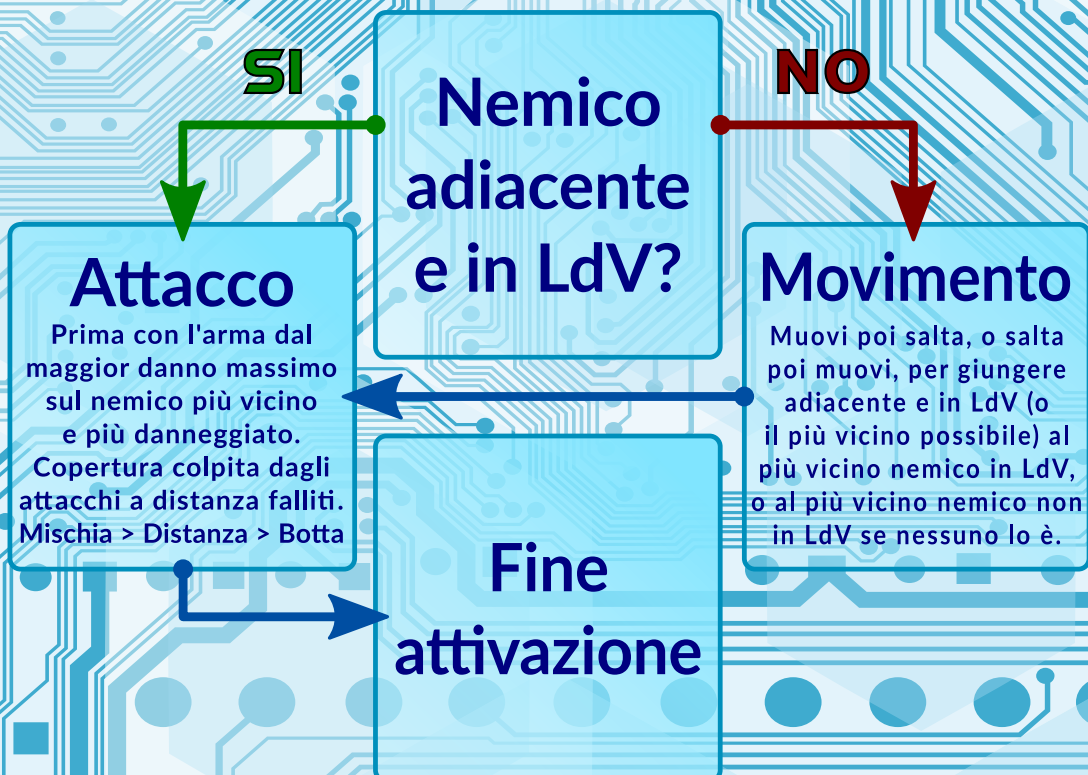 SI
NO
Nemico
adiacente
e in LdV?
Attacco
Prima con l'arma dal
maggior danno massimo
sul nemico più vicino
e più danneggiato.
Copertura colpita dagli
attacchi a distanza falliti.
Mischia > Distanza > Botta
Movimento
Muovi poi salta, o salta
poi muovi, per giungere
adiacente e in LdV (o
il più vicino possibile) al
più vicino nemico in LdV,
o al più vicino nemico non
in LdV se nessuno lo è.
Fine
attivazione